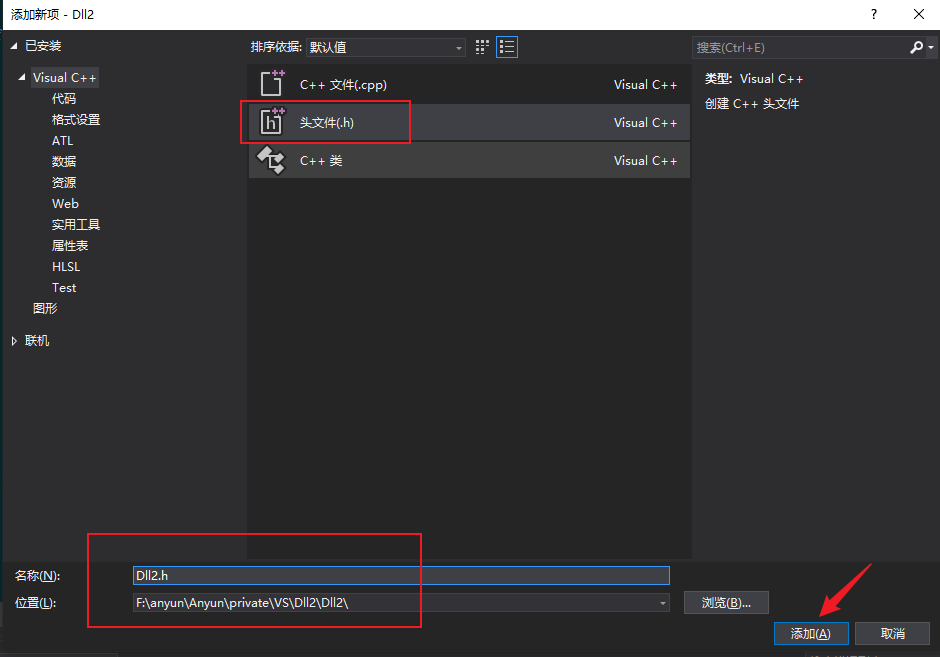 添加新项 - Dll2
?
已安装
排序依据: 默认值
搜索(Ctrl+E)
Visual C++
代码
格式设置
ATL
数据
资源
Web
实用工具
属性表
HLSL
Test
图形
联机
C++ 文件(.cpp) Visual C++
头文件(.h) Visual C++
C++ 类 Visual C++
类型: Visual C++
创建 C++ 头文件
名称(N): Dll2.h
位置(L): F:\anyun\Anyun\private\VS\Dll2\Dll2\
浏览(B)...
添加(A) 取消